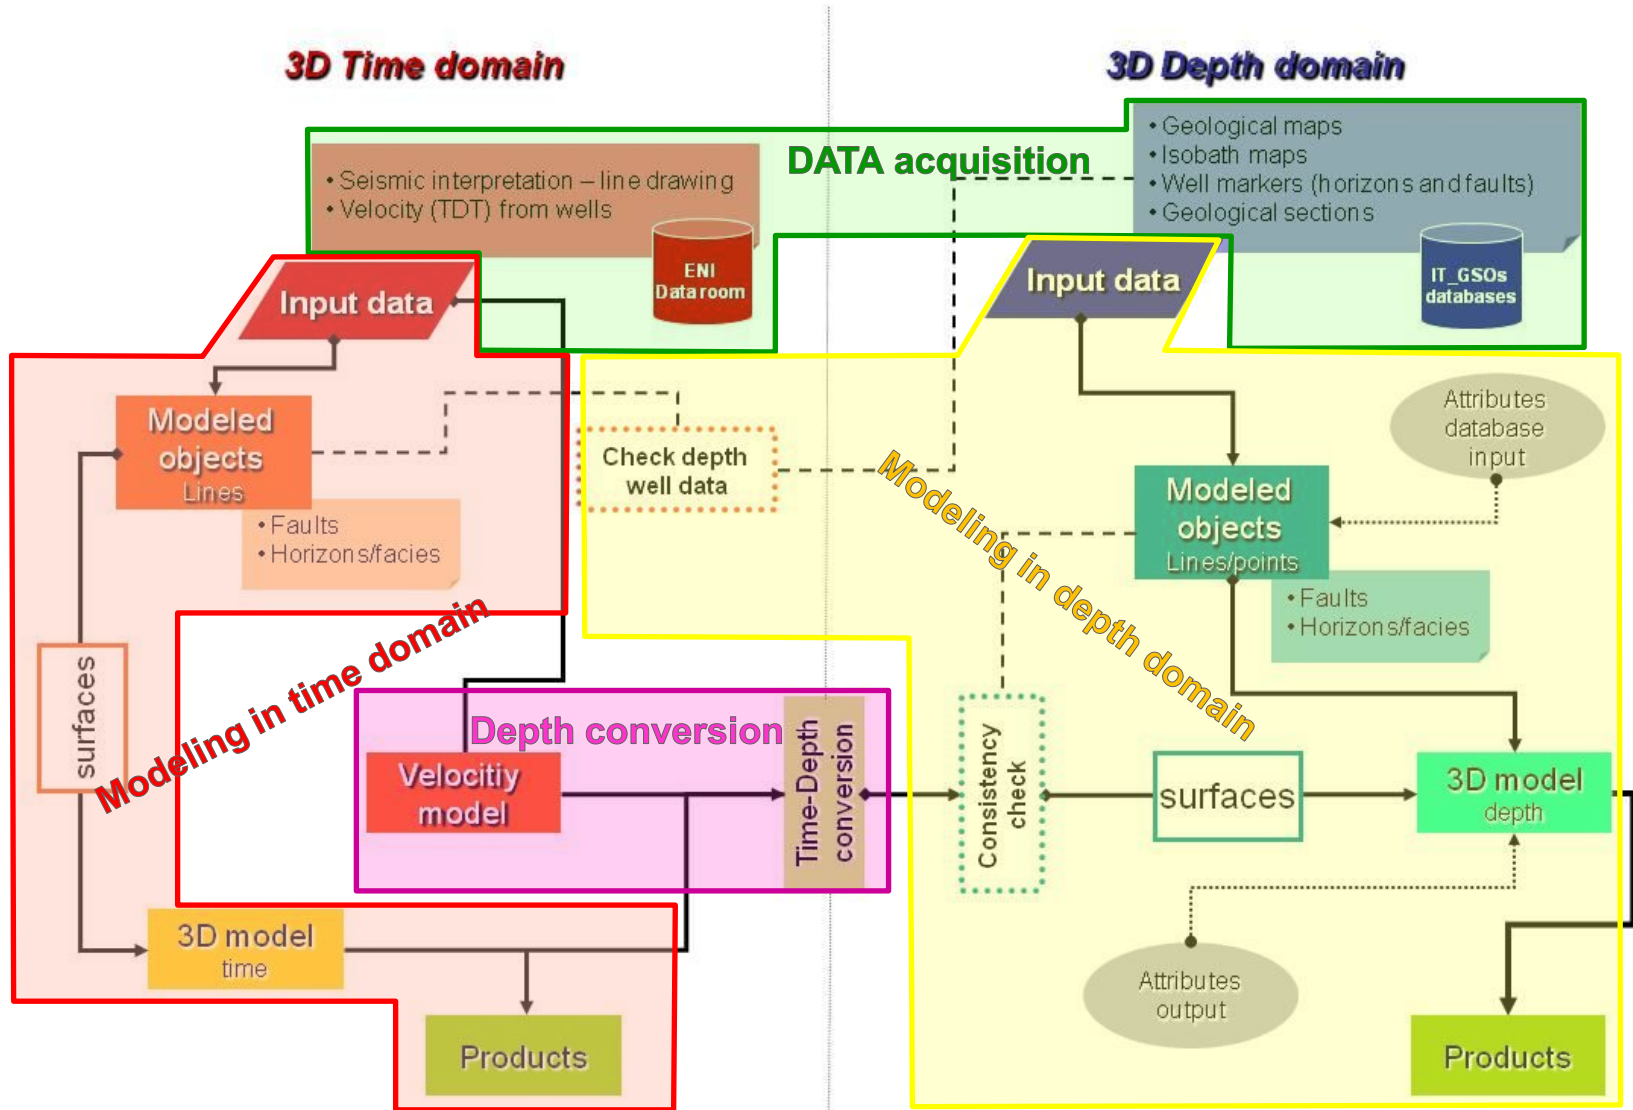 3D Time domain
3D Depth domain
DATA acquisition
• Seismic interpretation – line drawing
• Velocity (TDT) from wells
ENI
Data room
• Geological maps
• Isobath maps
• Well markers (horizons and faults)
• Geological sections
IT_GSOs
databases
Input data
Input data
Modeled
objects
Lines
• Faults
• Horizons/facies
Check depth
well data
Attributes
database
input
Modeled
objects
Lines/points
• Faults
• Horizons/facies
Modeling in time domain
Modeling in depth domain
surfaces
Depth conversion
Velocitiy
model
Time-Depth
conversion
Consistency
check
surfaces
3D model
depth
3D model
time
Attributes
output
Products
Products